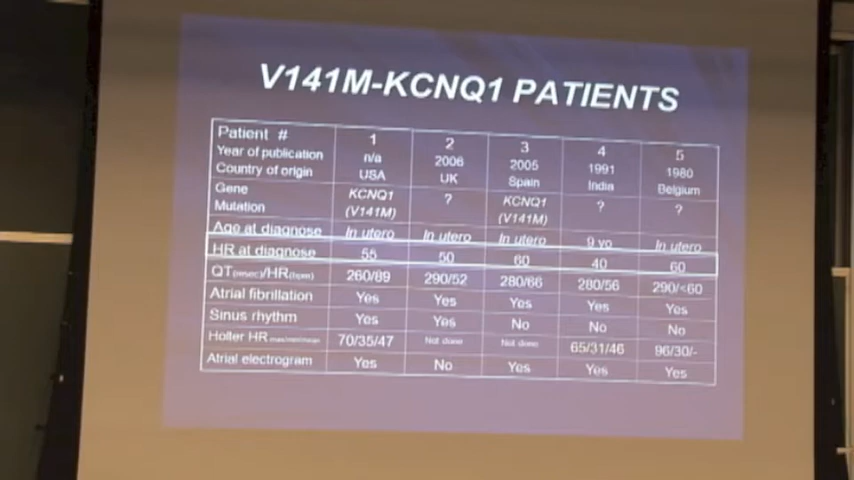 V141M-KCNQ1 PATIENTS
Patient # 1 2 3 4 5
Year of publication n/a 2006 2005 1991 1980
Country of origin USA UK Spain India Belgium
Gene KCNQ1 ? KCNQ1 ? ?
Mutation (V141M) (V141M)
Age at diagnose In utero In utero In utero 9 yo In utero
HR at diagnose 55 50 60 40 60
QT(msec)/HR(bpm) 260/89 290/52 280/66 280/56 290/<60
Atrial fibrillation Yes Yes Yes Yes Yes
Sinus rhythm Yes Yes No No No
Holter HR max/min/mean 70/35/47 Not done Not done 65/31/46 96/30/-
Atrial electrogram Yes No Yes Yes Yes